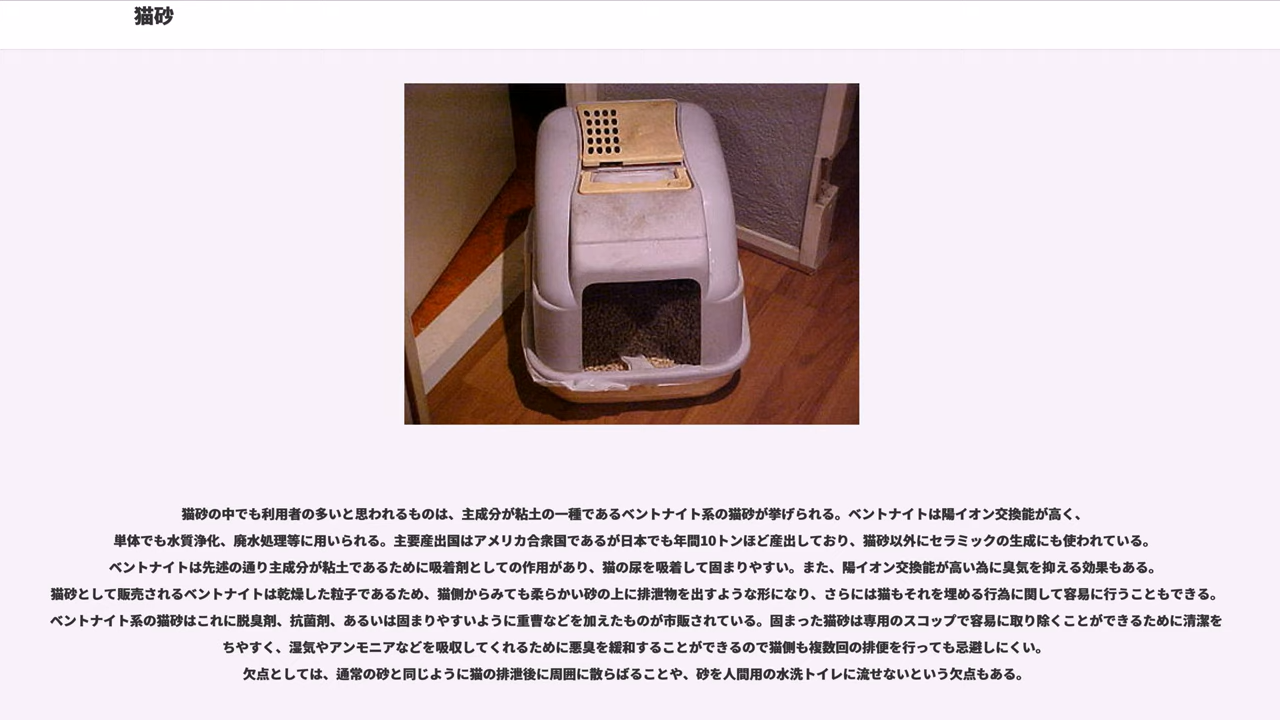 猫砂
猫砂の中でも利用者の多いと思われるものは、主成分が粘土の一種であるベントナイト系の猫砂が挙げられる。ベントナイトは陽イオン交換能が高く、
単体でも水質浄化、廃水処理等に用いられる。主要産出国はアメリカ合衆国であるが日本でも年間10トンほど産出しており、猫砂以外にセラミックの生成にも使われている。
ベントナイトは先述の通り主成分が粘土であるために吸着剤としての作用があり、猫の尿を吸着して固まりやすい。また、陽イオン交換能が高い為に臭気を抑える効果もある。
猫砂として販売されるベントナイトは乾燥した粒子であるため、猫側からみても柔らかい砂の上に排泄物を出すような形になり、さらには猫もそれを埋める行為に関して容易に行うこともできる。
ベントナイト系の猫砂はこれに脱臭剤、抗菌剤、あるいは固まりやすいように重曹などを加えたものが市販されている。固まった猫砂は専用のスコップで容易に取り除くことができるために清潔を
ちやすく、湿気やアンモニアなどを吸収してくれるために悪臭を緩和することができるので猫側も複数回の排便を行っても忌避しにくい。
欠点としては、通常の砂と同じように猫の排泄後に周囲に散らばることや、砂を人間用の水洗トイレに流せないという欠点もある。